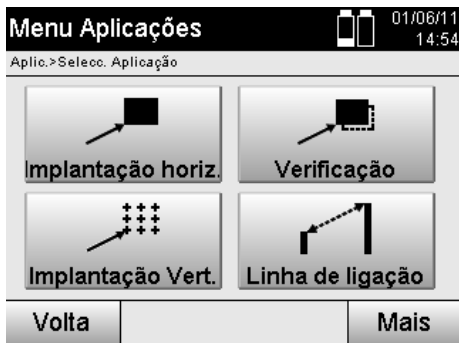 Menu Aplicações
01/06/11
14:54
Aplic.>Selecc. Aplicação
Implantação horiz.
Verificação
Implantação Vert.
Linha de ligação
Volta
Mais